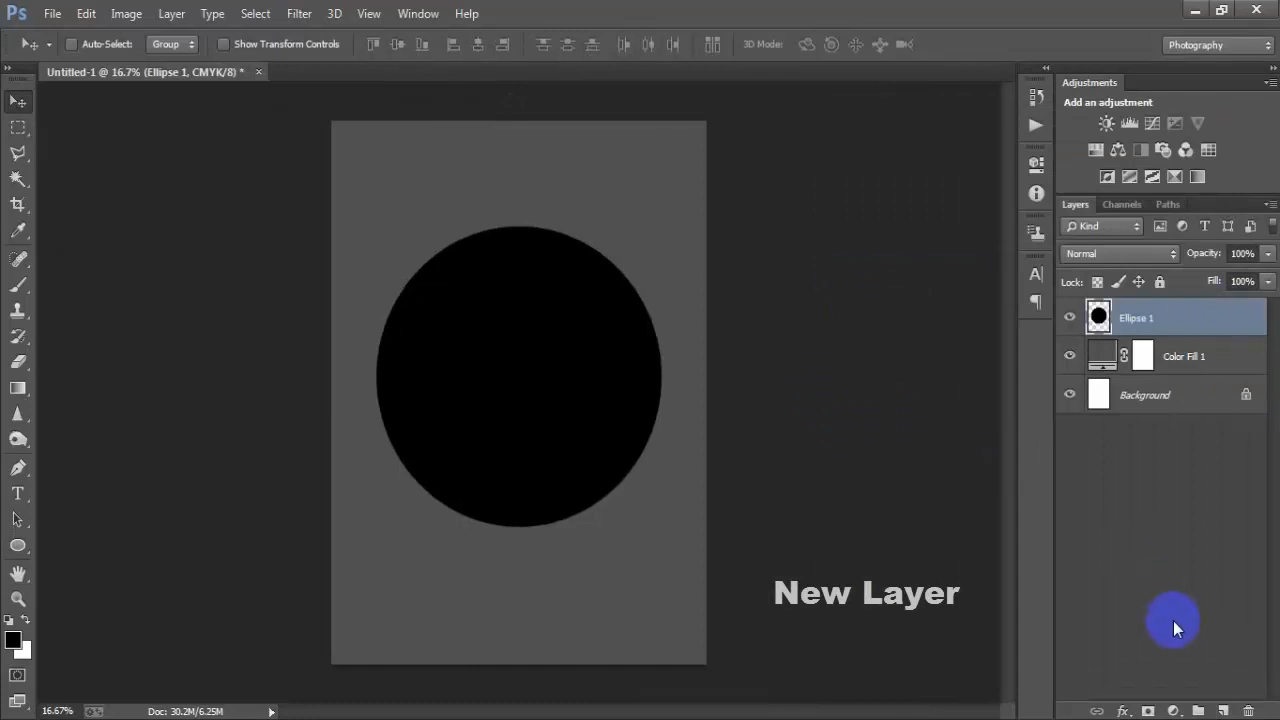 Ps File Edit Image Layer Type Select Filter 3D View Window Help
Auto-Select: Group Show Transform Controls 3D Mode: Photography
Untitled-1 @ 16.7% (Ellipse 1, CMYK/8) * ×
Adjustments
Add an adjustment
Layers Channels Paths
Kind
Normal Opacity: 100%
Lock: Fill: 100%
Ellipse 1
Color Fill 1
Background
New Layer
16.67% Doc: 30.2M/6.25M